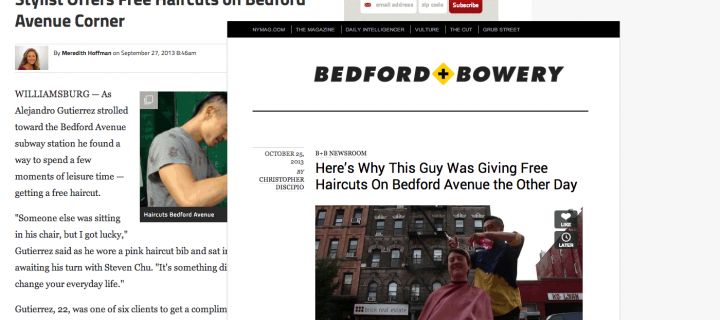 Stylist Offers Free Haircuts on Bedford
Avenue Corner
By Meredith Hoffman on September 27, 2013 8:46am
WILLIAMSBURG — As
Alejandro Gutierrez strolled
toward the Bedford Avenue
subway station he found a
way to spend a few
moments of leisure time —
getting a free haircut.
Haircuts Bedford Avenue
"Someone else was sitting
in his chair, but I got lucky,"
Gutierrez said as he wore a pink haircut bib and sat i
awaiting his turn with Steven Chu. "It's something di
change your everyday life."
Gutierrez, 22, was one of six clients to get a complim
email address
zip code
Subscribe
NYMAG.COM
THE MAGAZINE
DAILY INTELLIGENCER
VULTURE
THE CUT
GRUB STREET
BEDFORD+BOWERY
OCTOBER 25,
2013
BY
CHRISTOPHER
DISCIPIO
B+B NEWSROOM
Here's Why This Guy Was Giving Free
Haircuts On Bedford Avenue the Other Day
LIKE
LATER
brick real estate